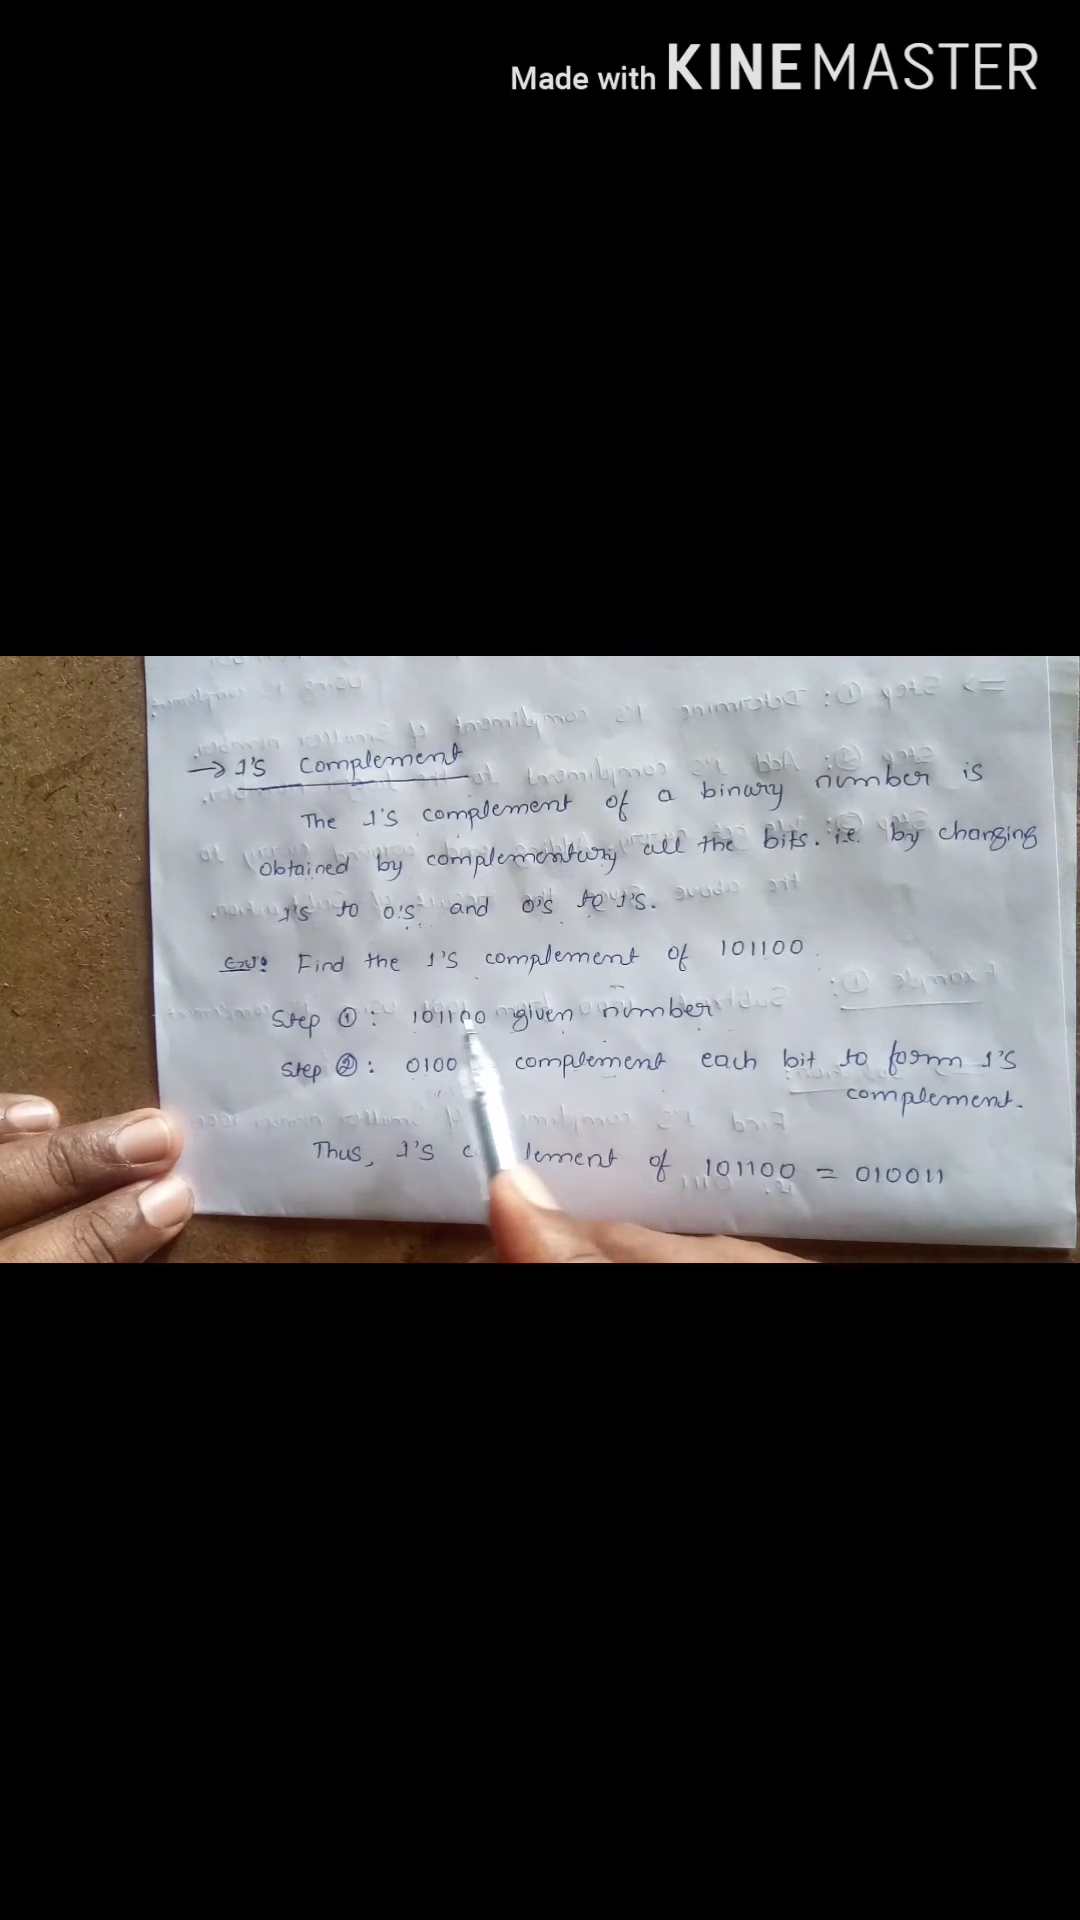 Made with KINEMASTER
→ 1's Complement
The 1's complement of a binary number is
obtained by complementary all the bits. i.e. by changing
1's to 0's and 0's to 1's.
Ex: Find the 1's complement of 101100.
Step ①: 101100 given number
Step ②: 0100 complement each bit to form 1's
complement.
Thus, 1's c lement of 101100 = 010011